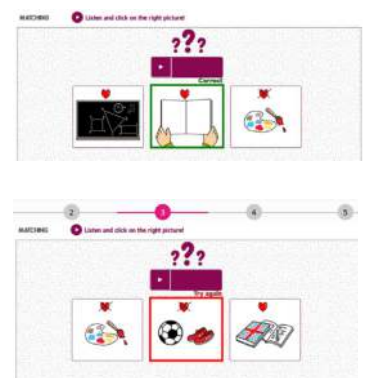 MATCHING Listen and click on the right picture!
???
Correct
2 3 4 5
MATCHING Listen and click on the right picture!
???
Try again